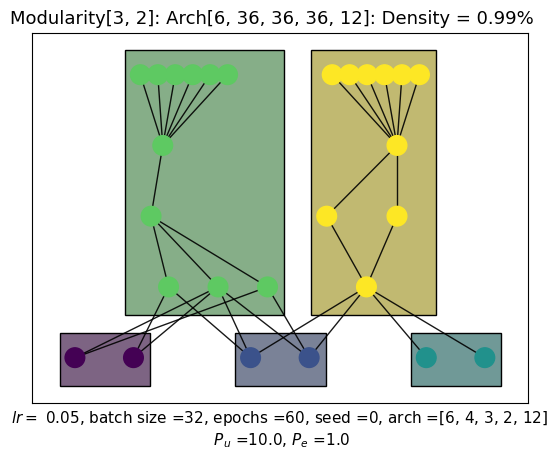 Modularity[3, 2]: Arch[6, 36, 36, 36, 12]: Density = 0.99%
lr = 0.05, batch size =32, epochs =60, seed =0, arch =[6, 4, 3, 2, 12]
P_u =10.0, P_e =1.0